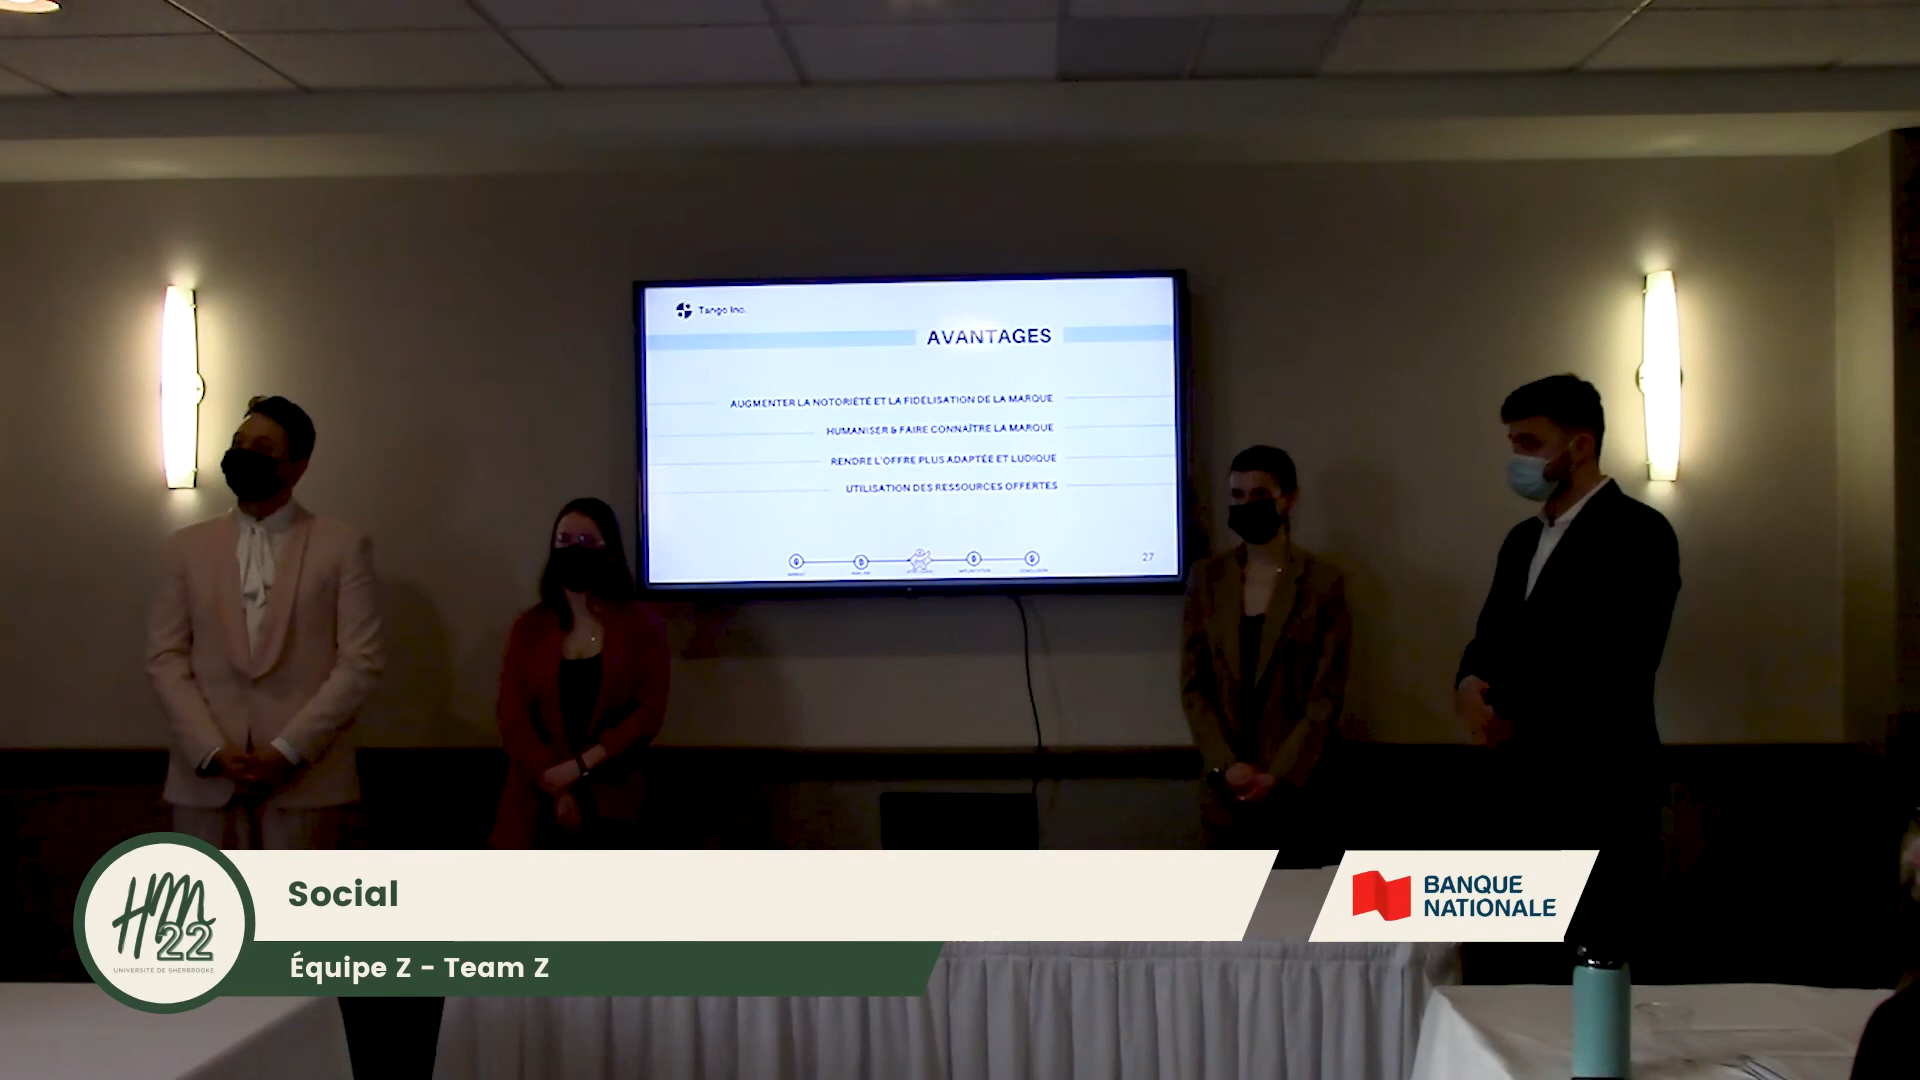 Tango Inc.
AVANTAGES
AUGMENTER LA NOTORIÉTÉ ET LA FIDÉLISATION DE LA MARQUE
HUMANISER & FAIRE CONNAÎTRE LA MARQUE
RENDRE L'OFFRE PLUS ADAPTÉE ET LUDIQUE
UTILISATION DES RESSOURCES OFFERTES
27
HM
22
UNIVERSITÉ DE SHERBROOKE
Social
Équipe Z - Team Z
BANQUE
NATIONALE